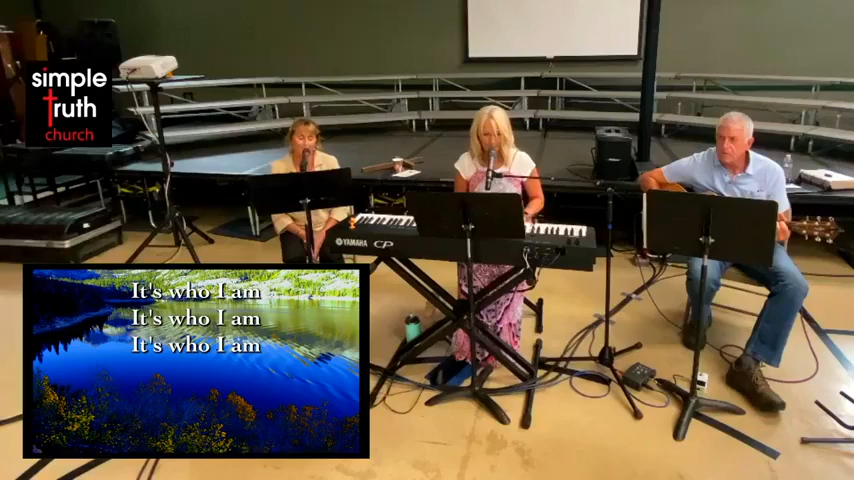 simple
truth
church
YAMAHA CP
It's who I am
It's who I am
It's who I am